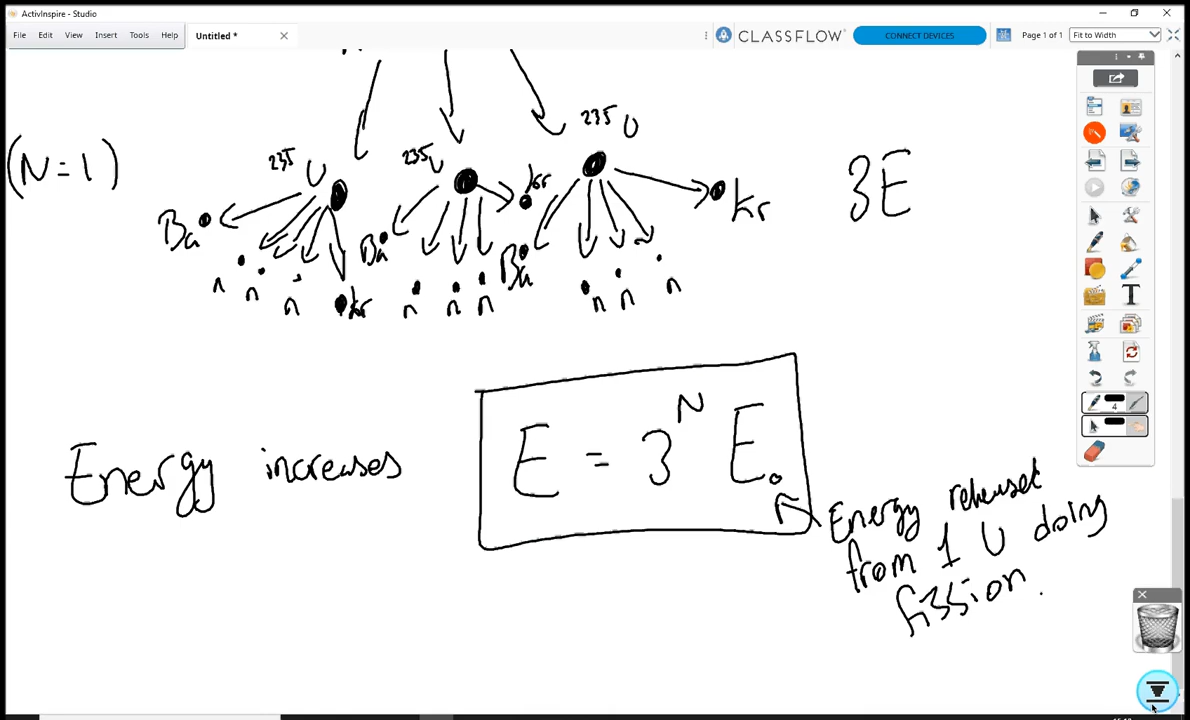 ActivInspire - Studio
File Edit View Insert Tools Help Untitled * CLASSFLOW CONNECT DEVICES Page 1 of 1 Fit to Width
235 U
235 U
235 U
(N=1)
3E
Kr
Kr
Ba
Ba
Ba
n n n Kr n n n n n n
4
E = 3^N E₀
Energy increases
Energy
from 1 U doing
fission.